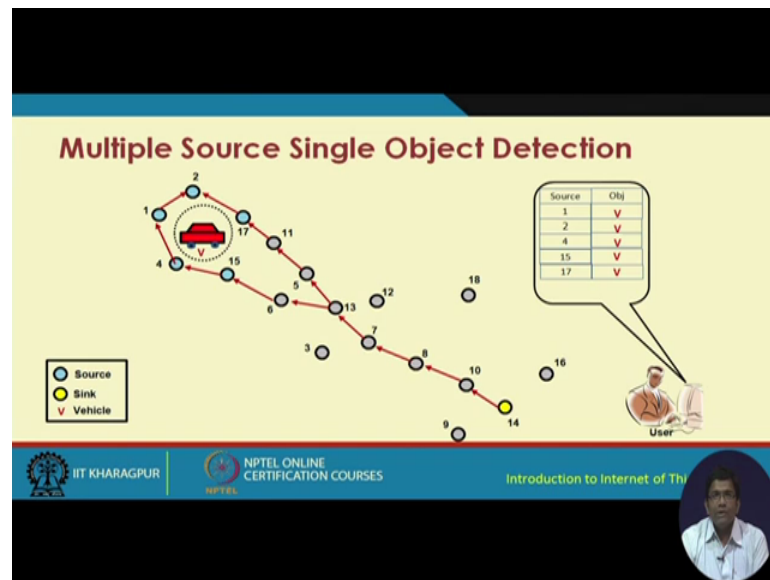 Multiple Source Single Object Detection
2
1
17
11
4
V
15
5
6
13
12
18
3
7
8
10
16
9
14
Source Obj
1 V
2 V
4 V
15 V
17 V
User
Source
Sink
V Vehicle
IIT KHARAGPUR
NPTEL
NPTEL ONLINE
CERTIFICATION COURSES
Introduction to Internet of Thi